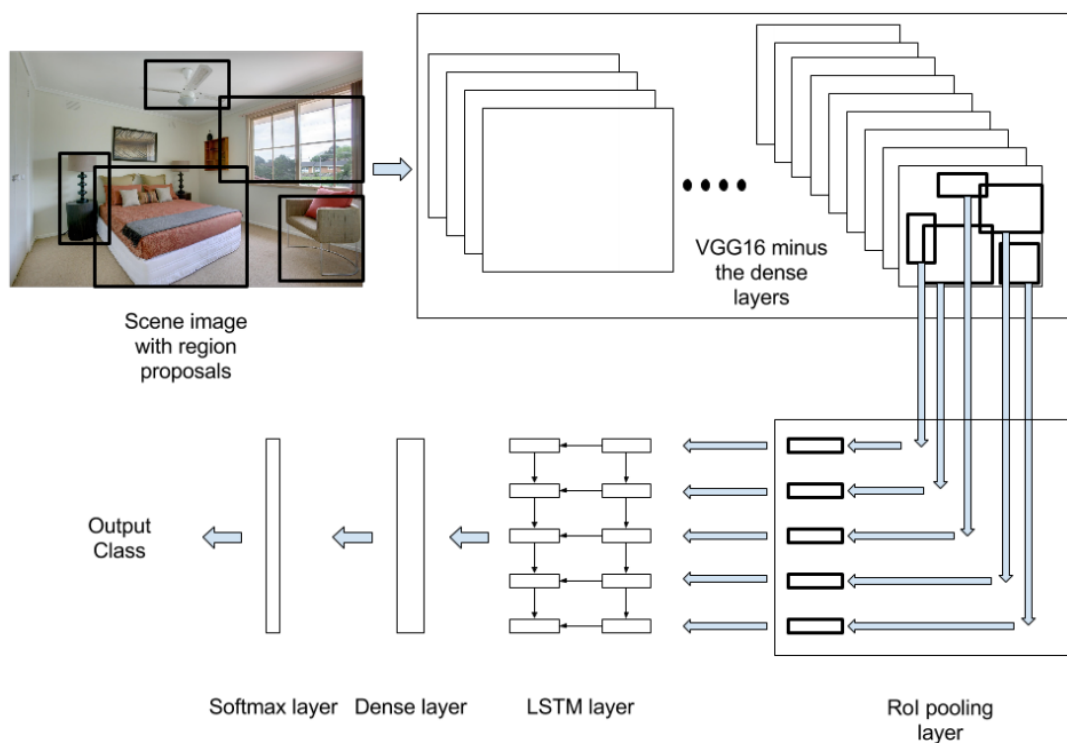 VGG16 minus
the dense
layers
Scene image
with region
proposals
Output
Class
Softmax layer
Dense layer
LSTM layer
RoI pooling
layer